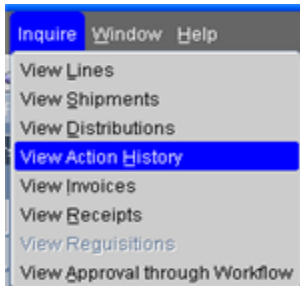 Inquire Window Help
View Lines
View Shipments
View Distributions
View Action History
View Invoices
View Receipts
View Requisitions
View Approval through Workflow